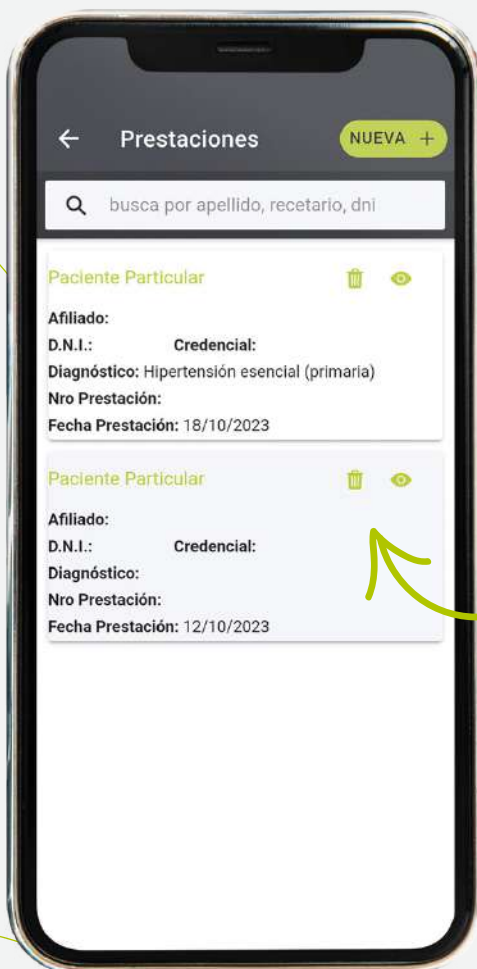 Prestaciones NUEVA +
busca por apellido, recetario, dni
Paciente Particular
Afiliado:
D.N.I.: Credencial:
Diagnóstico: Hipertensión esencial (primaria)
Nro Prestación:
Fecha Prestación: 18/10/2023
Paciente Particular
Afiliado:
D.N.I.: Credencial:
Diagnóstico:
Nro Prestación:
Fecha Prestación: 12/10/2023